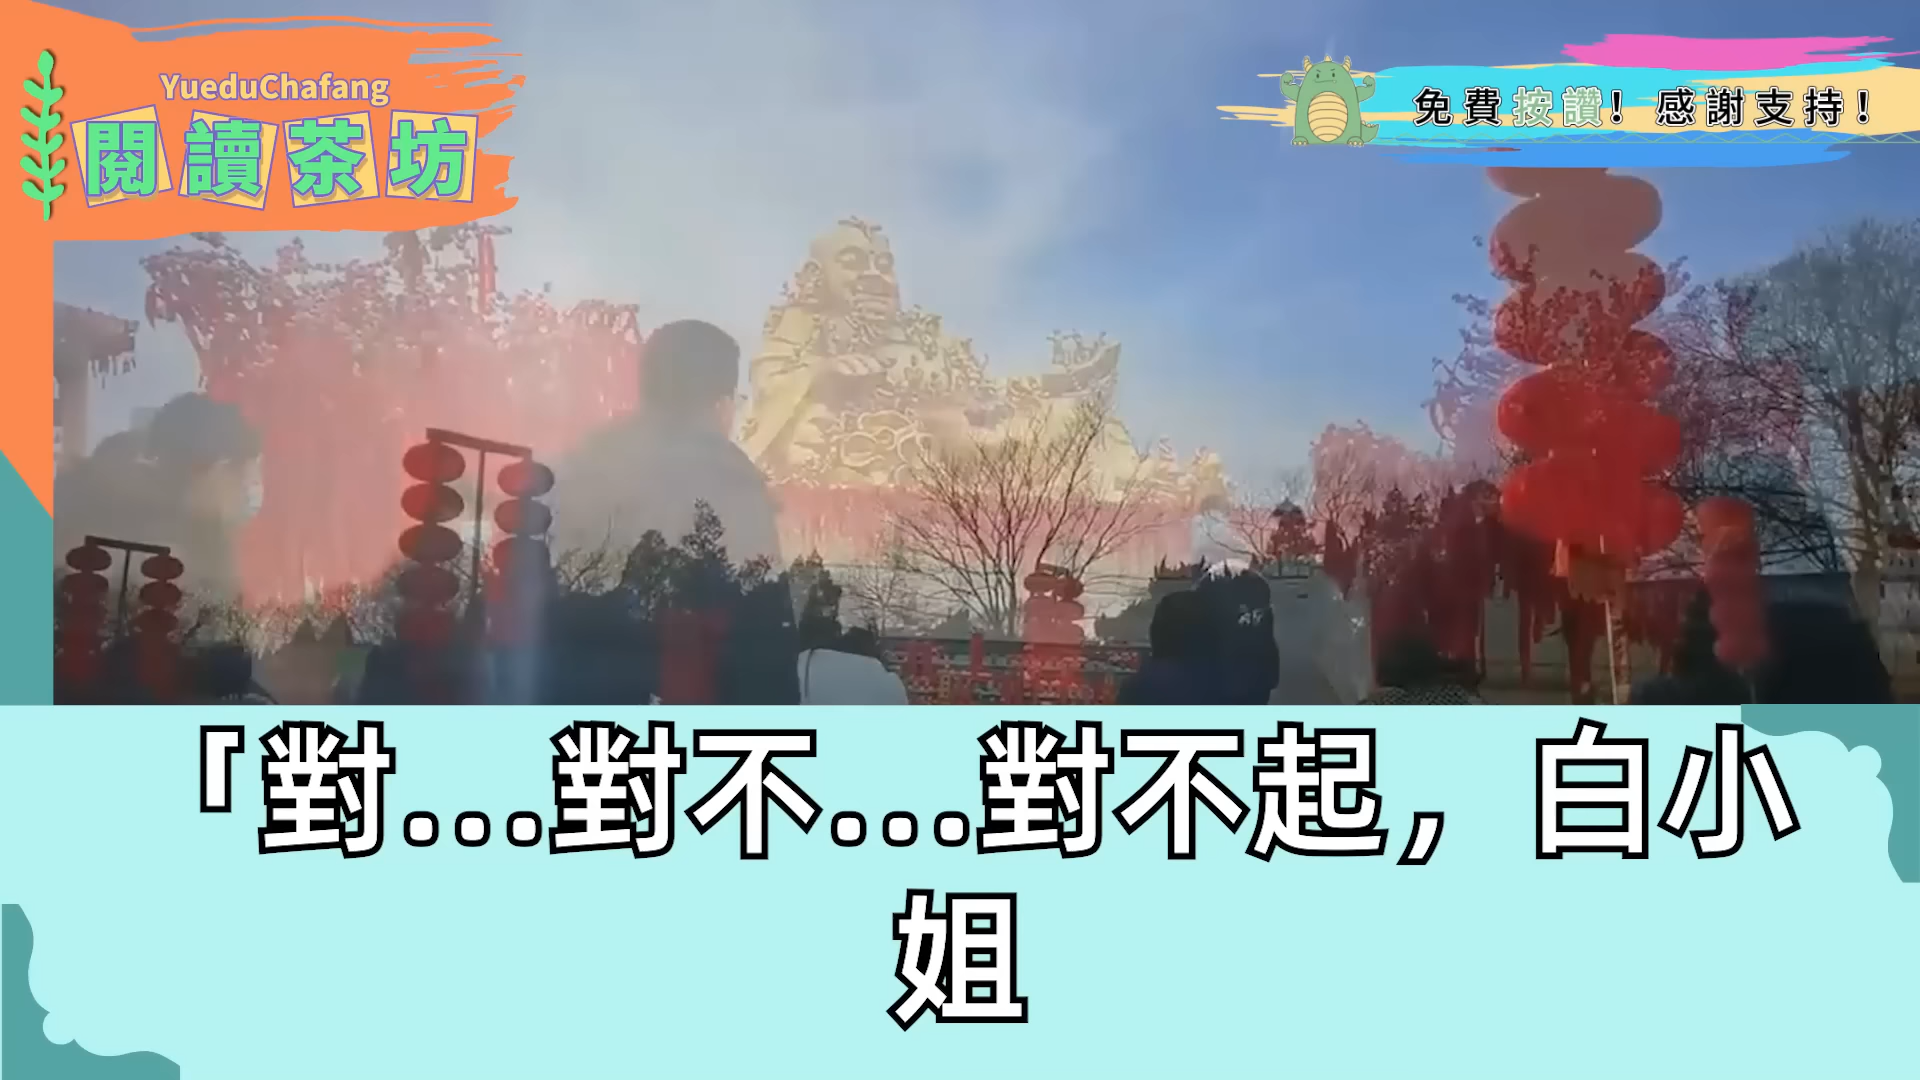 YueduChafang
閱讀茶坊
免費按讚！感謝支持！
「對...對不...對不起，白小
姐